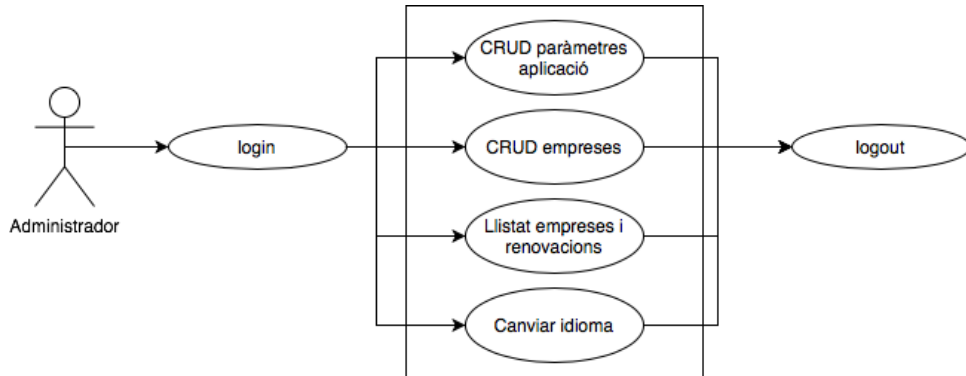 CRUD paràmetres
aplicació
login
CRUD empreses
logout
Administrador
Llistat empreses i
renovacions
Canviar idioma